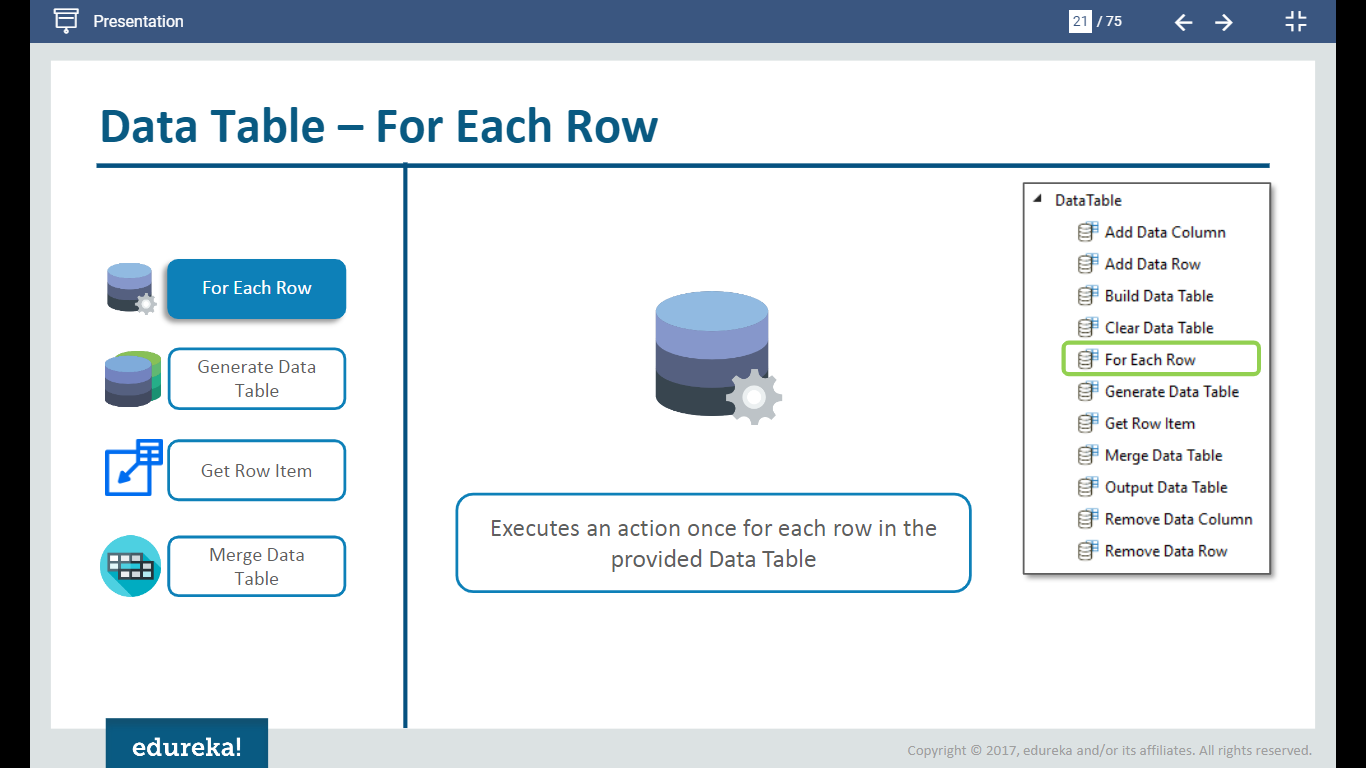 Presentation
21 / 75
Data Table – For Each Row
For Each Row
Generate Data
Table
Get Row Item
Merge Data
Table
Executes an action once for each row in the
provided Data Table
DataTable
Add Data Column
Add Data Row
Build Data Table
Clear Data Table
For Each Row
Generate Data Table
Get Row Item
Merge Data Table
Output Data Table
Remove Data Column
Remove Data Row
edureka!
Copyright © 2017, edureka and/or its affiliates. All rights reserved.